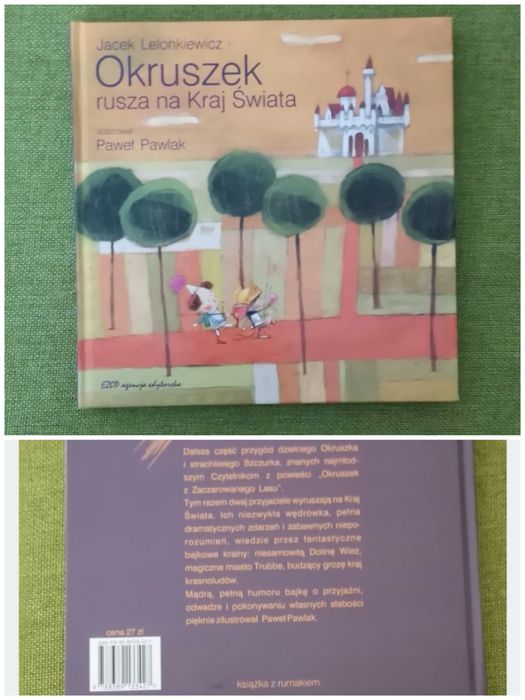 Jacek Lelonkiewicz
Okruszek
rusza na Kraj Świata
ilustrował
Paweł Pawlak
EZOP agencja edytorska
Dalsza część przygód dzielnego Okruszka
i strachliwego Szczurka, znanych najmłod-
szym Czytelnikom z powieści „Okruszek
z Zaczarowanego Lasu”.
Tym razem dwaj przyjaciele wyruszają na Kraj
Świata. Ich niezwykła wędrówka, pełna
dramatycznych zdarzeń i zabawnych niepo-
rozumień, wiedzie przez fantastyczne
bajkowe krainy: niesamowitą Dolinę Wież,
magiczne miasto Trubbe, budzący grozę kraj
krasnoludów.
Mądrą, pełną humoru bajkę o przyjaźni,
odwadze i pokonywaniu własnych słabości
pięknie zilustrował Paweł Pawlak.
cena 27 zł
książka z rumakiem